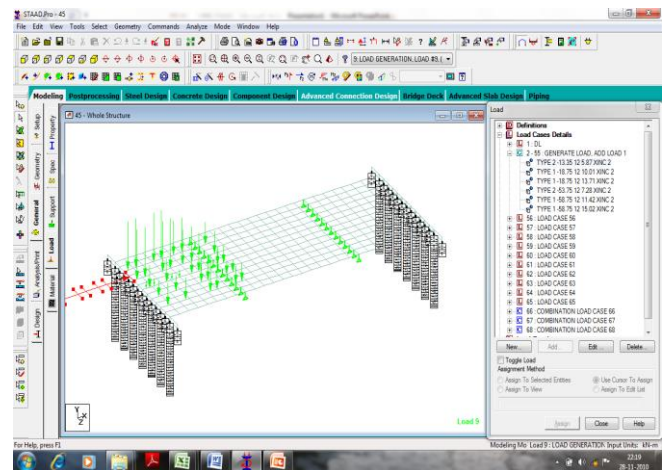 STAAD.Pro - 45
File Edit View Tools Select Geometry Commands Analyze Mode Window Help
9: LOAD GENERATION, LOAD #9, (
Modeling Postprocessing Steel Design Concrete Design Component Design Advanced Connection Design Bridge Deck Advanced Slab Design Piping
45 - Whole Structure
Setup
Geometry
General
Analysis/Print
Design
Property
Spec
Support
Load
Material
Load 9
Load
Definitions
Load Cases Details
1 : DL
2 - 55 : GENERATE LOAD, ADD LOAD 1
TYPE 2 -13.35 12 5.87 XINC 2
TYPE 1 -18.75 12 10.01 XINC 2
TYPE 1 -18.75 12 13.71 XINC 2
TYPE 2 -53.75 12 7.28 XINC 2
TYPE 1 -58.75 12 11.42 XINC 2
TYPE 1 -58.75 12 15.02 XINC 2
56 : LOAD CASE 56
57 : LOAD CASE 57
58 : LOAD CASE 58
59 : LOAD CASE 59
60 : LOAD CASE 60
61 : LOAD CASE 61
62 : LOAD CASE 62
63 : LOAD CASE 63
64 : LOAD CASE 64
65 : LOAD CASE 65
66 : COMBINATION LOAD CASE 66
67 : COMBINATION LOAD CASE 67
68 : COMBINATION LOAD CASE 68
New... Add... Edit... Delete...
Toggle Load
Assignment Method
Assign To Selected Entities Use Cursor To Assign
Assign To View Assign To Edit List
Assign Close Help
Y X Z
For Help, press F1
Modeling Mo Load 9 : LOAD GENERATION Input Units: kN-m
22:19
28-11-2010